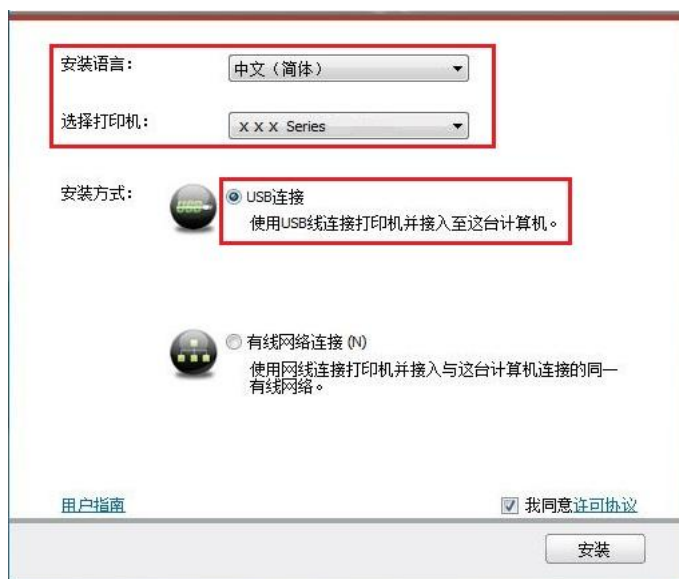 安装语言：
中文（简体）
选择打印机：
X X X Series
安装方式：
USB
USB连接
使用USB线连接打印机并接入至这台计算机。
有线网络连接 (N)
使用网线连接打印机并接入与这台计算机连接的同一
有线网络。
用户指南
我同意许可协议
安装